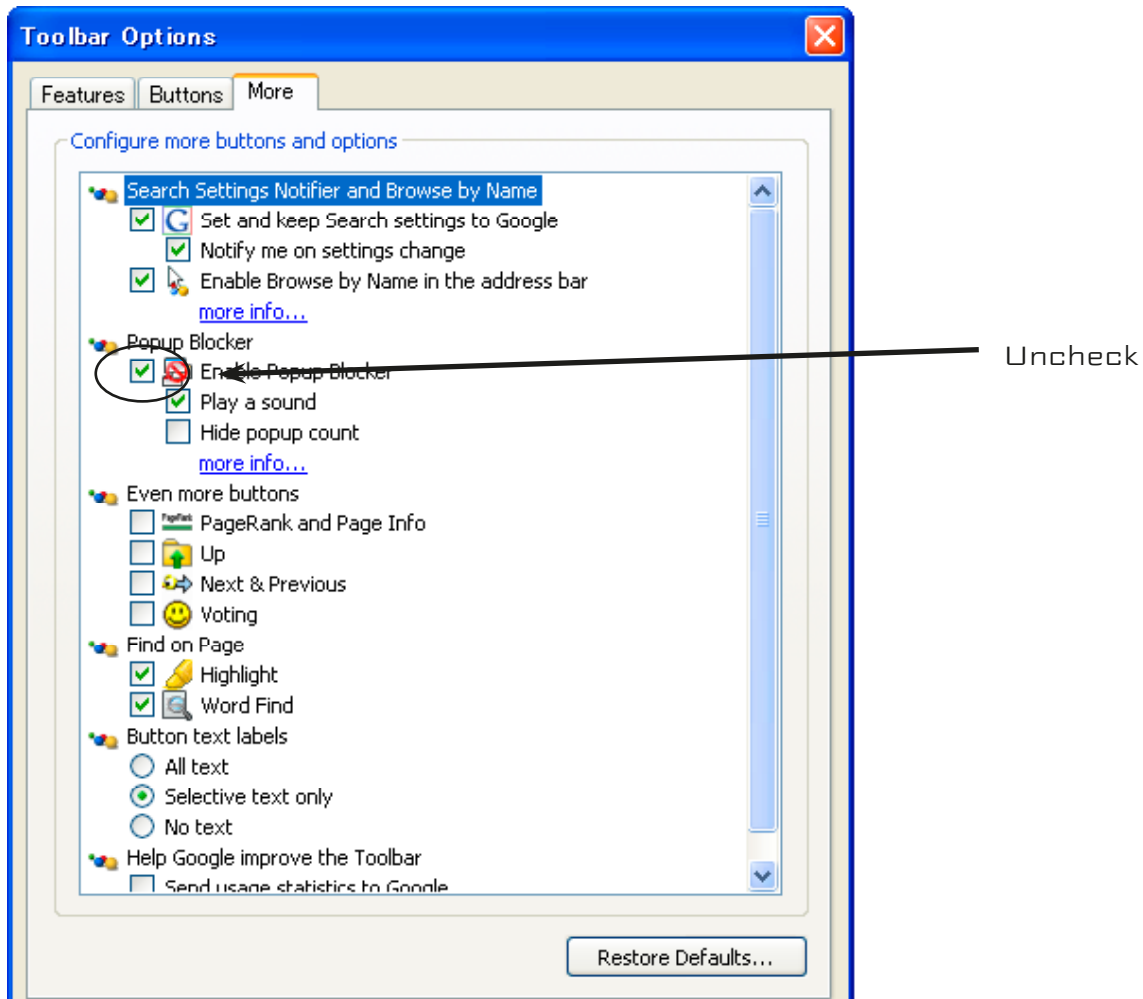 Toolbar Options
Features Buttons More
Configure more buttons and options
Search Settings Notifier and Browse by Name
Set and keep Search settings to Google
Notify me on settings change
Enable Browse by Name in the address bar
more info...
Popup Blocker
Enable Popup Blocker
Uncheck
Play a sound
Hide popup count
more info...
Even more buttons
PageRank PageRank and Page Info
Up
Next & Previous
Voting
Find on Page
Highlight
Word Find
Button text labels
All text
Selective text only
No text
Help Google improve the Toolbar
Send usage statistics to Google
Restore Defaults...